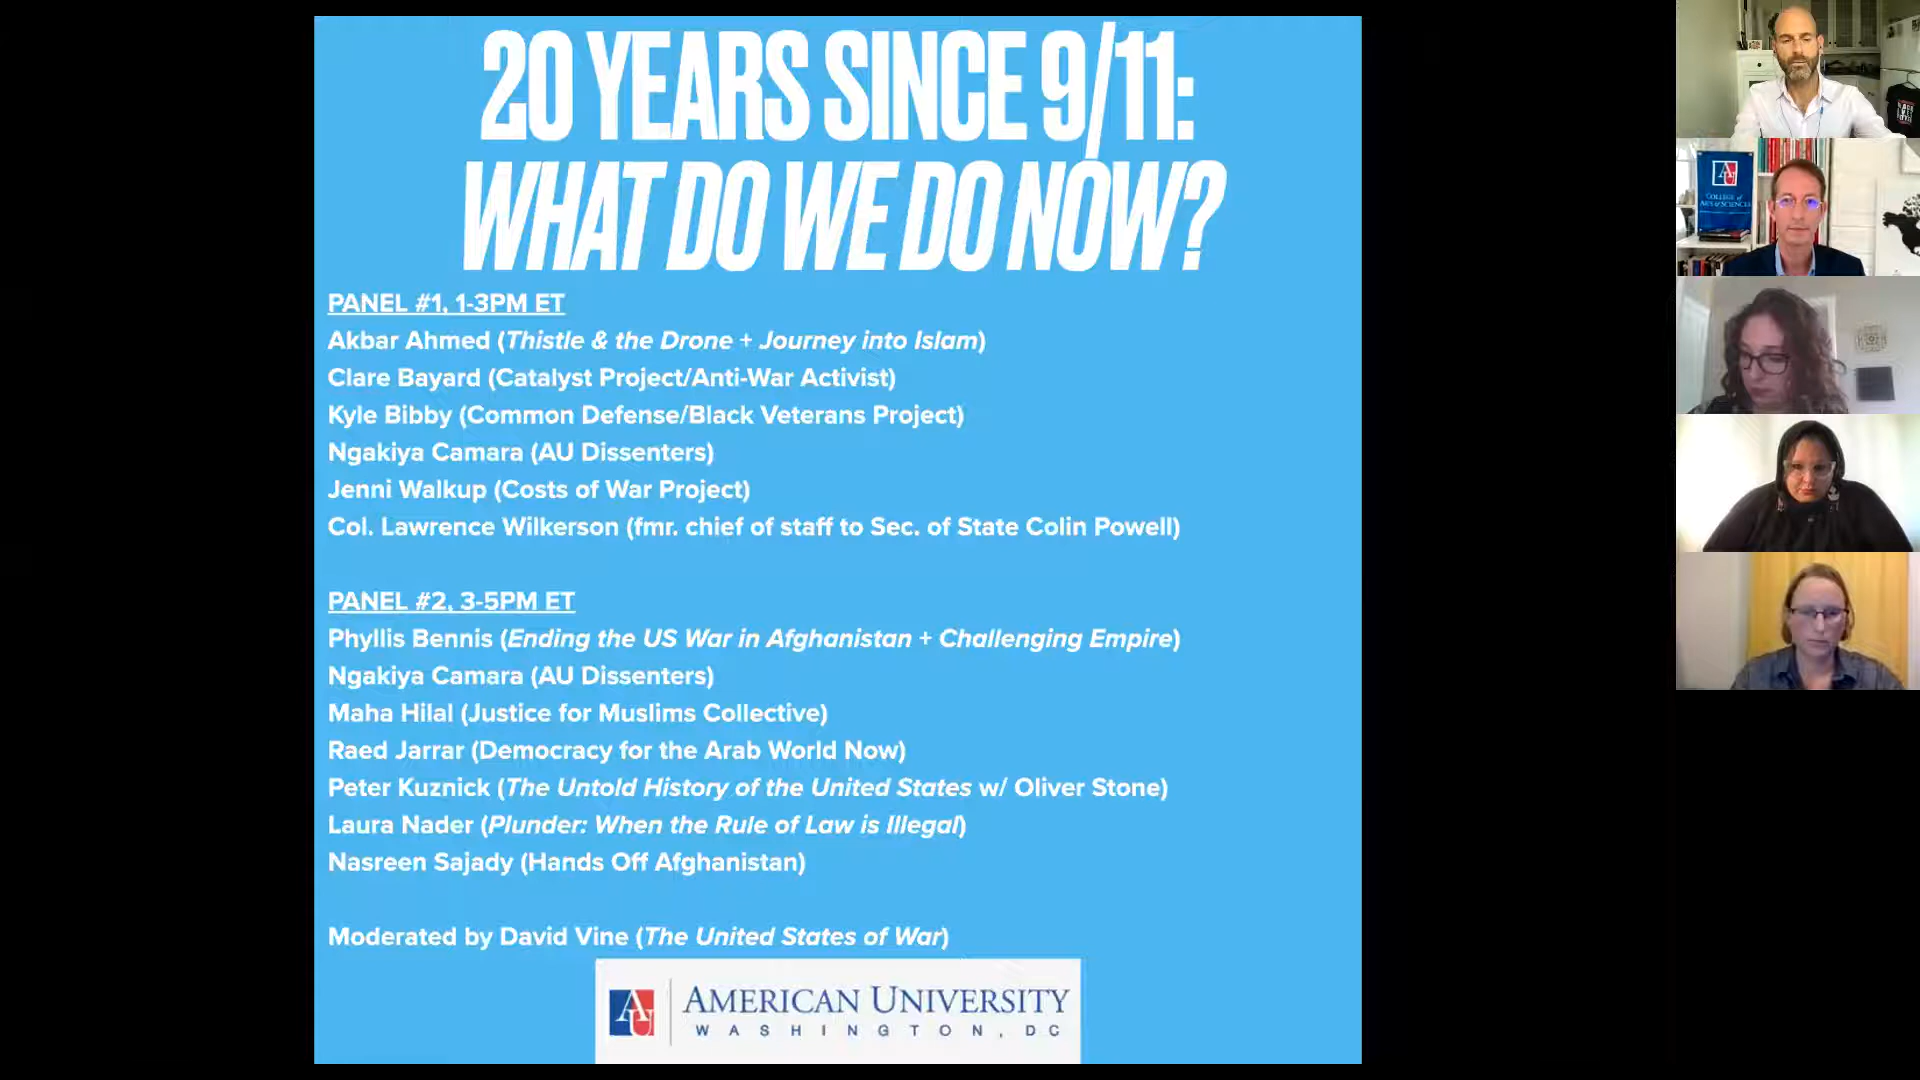 20 YEARS SINCE 9/11:
WHAT DO WE DO NOW?
PANEL #1, 1-3PM ET
Akbar Ahmed (Thistle & the Drone + Journey into Islam)
Clare Bayard (Catalyst Project/Anti-War Activist)
Kyle Bibby (Common Defense/Black Veterans Project)
Ngakiya Camara (AU Dissenters)
Jenni Walkup (Costs of War Project)
Col. Lawrence Wilkerson (fmr. chief of staff to Sec. of State Colin Powell)
PANEL #2, 3-5PM ET
Phyllis Bennis (Ending the US War in Afghanistan + Challenging Empire)
Ngakiya Camara (AU Dissenters)
Maha Hilal (Justice for Muslims Collective)
Raed Jarrar (Democracy for the Arab World Now)
Peter Kuznick (The Untold History of the United States w/ Oliver Stone)
Laura Nader (Plunder: When the Rule of Law is Illegal)
Nasreen Sajady (Hands Off Afghanistan)
Moderated by David Vine (The United States of War)
AU
AMERICAN UNIVERSITY
WASHINGTON, DC
AU
COLLEGE of
ARTS & SCIENCES